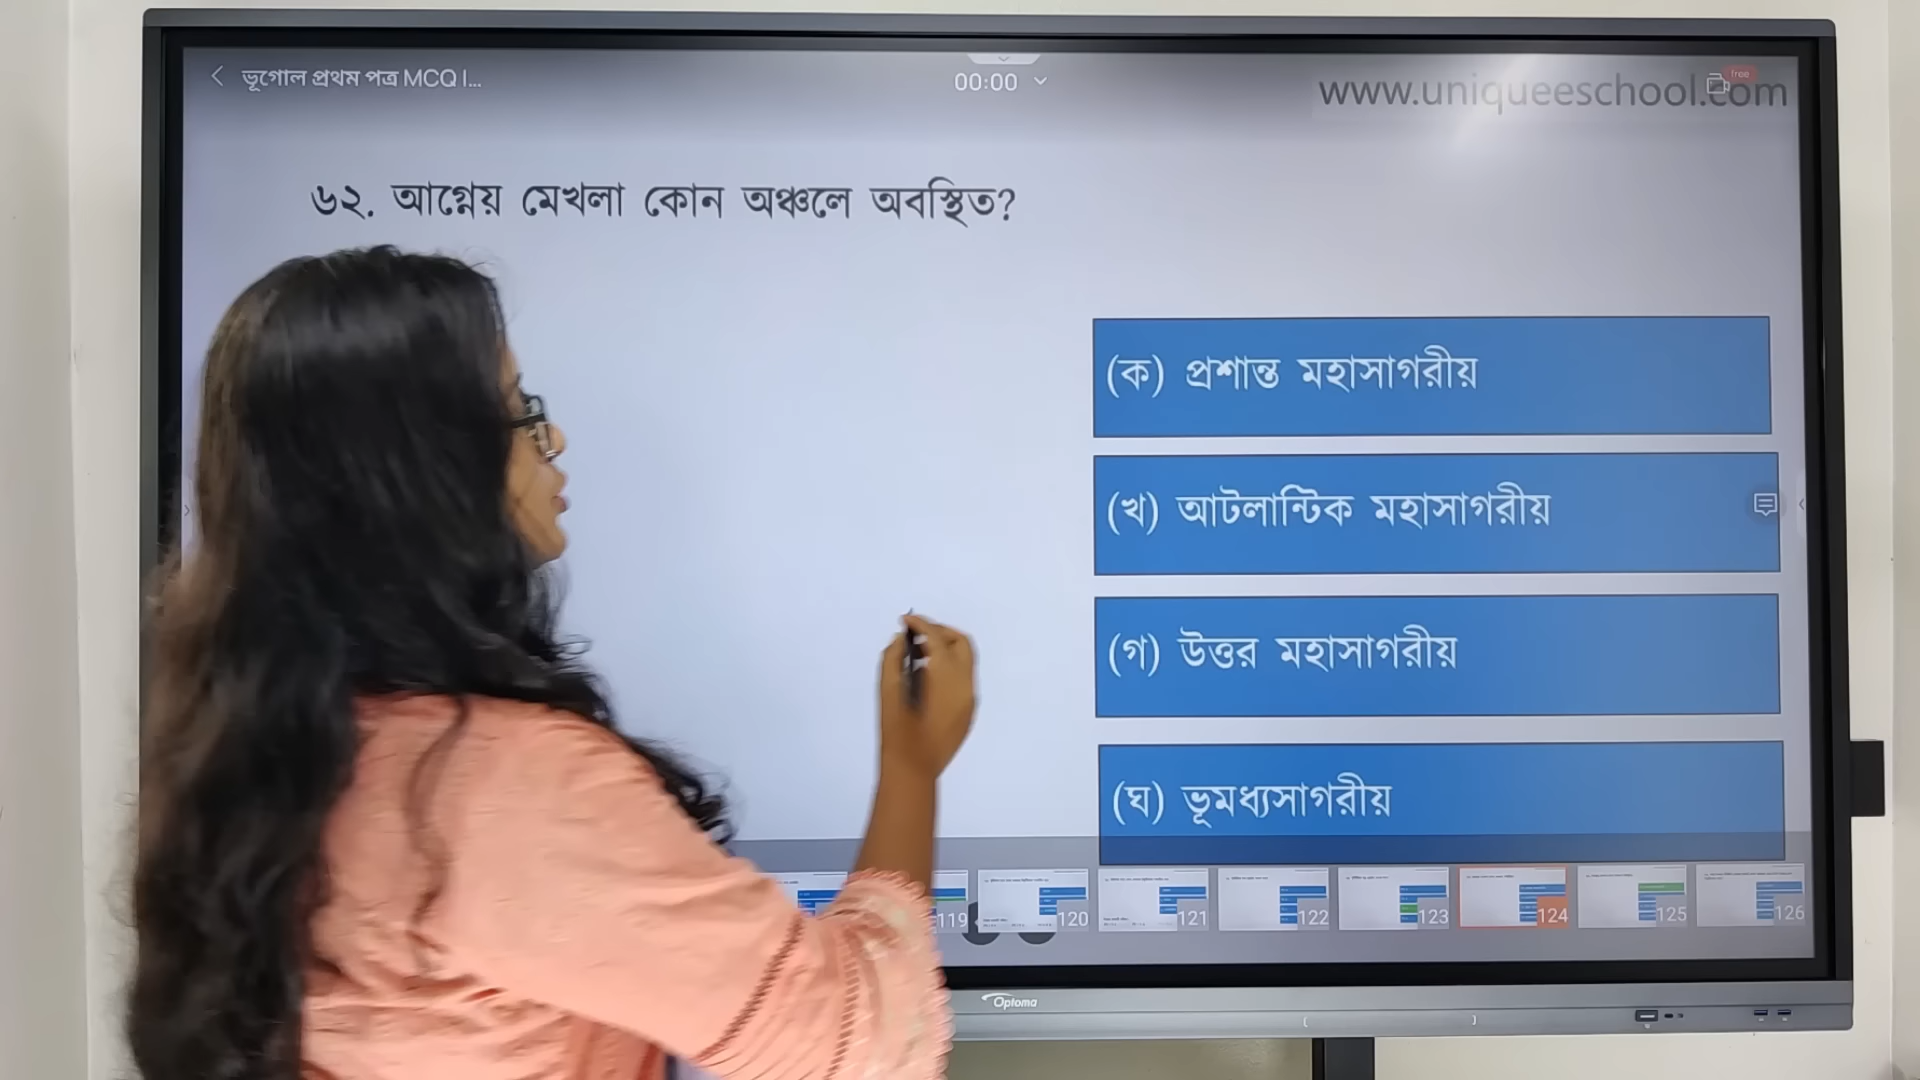 ভূগোল প্রথম পত্র MCQ I...
00:00
free
www.uniqueeschool.com
৬২. আগ্নেয় মেখলা কোন অঞ্চলে অবস্থিত?
(ক) প্রশান্ত মহাসাগরীয়
(খ) আটলান্টিক মহাসাগরীয়
(গ) উত্তর মহাসাগরীয়
(ঘ) ভূমধ্যসাগরীয়
119 120 121 122 123 124 125 126
Optoma